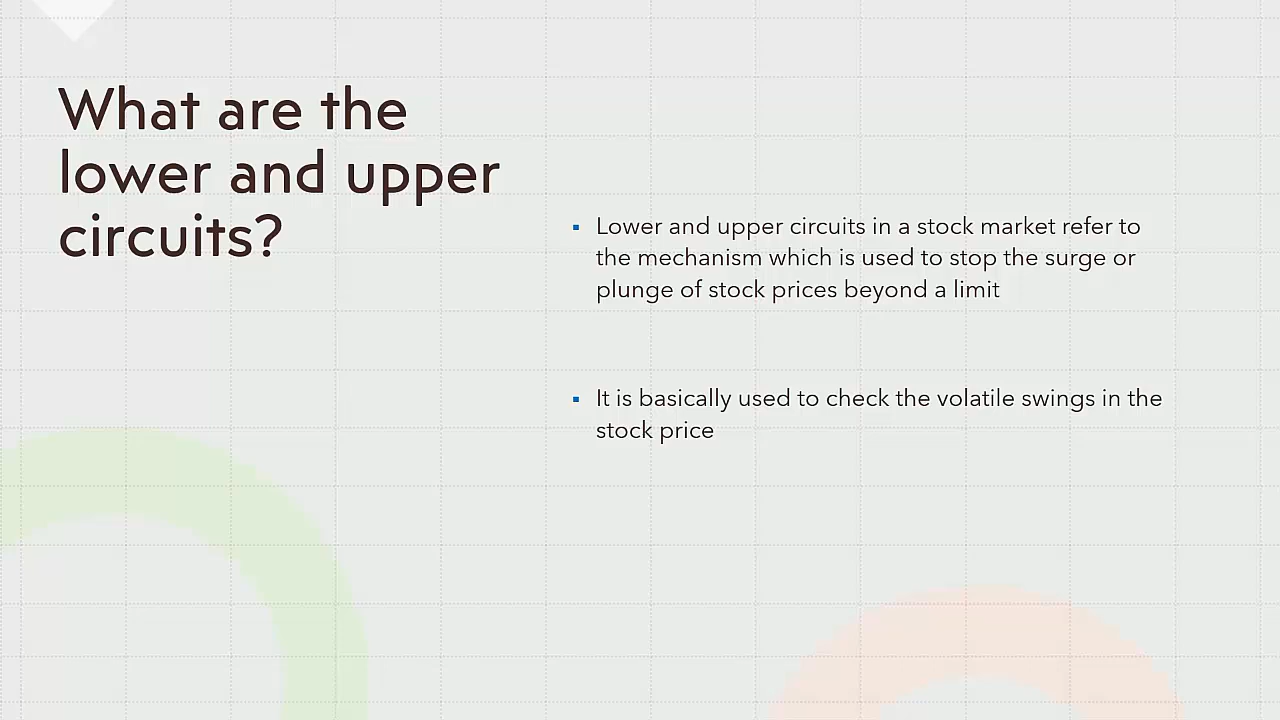 What are the
lower and upper
circuits?
▪ Lower and upper circuits in a stock market refer to
the mechanism which is used to stop the surge or
plunge of stock prices beyond a limit
▪ It is basically used to check the volatile swings in the
stock price